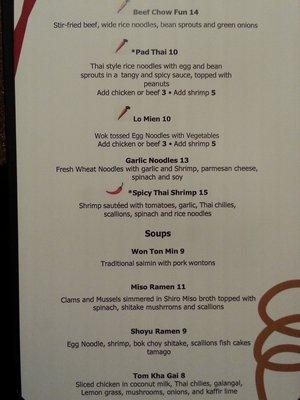 Beef Chow Fun 14
Stir-fried beef, wide rice noodles, bean sprouts and green onions
*Pad Thai 10
Thai style rice noodles with egg and bean
sprouts in a tangy and spicy sauce, topped with
peanuts
Add chicken or beef 3 • Add shrimp 5
Lo Mien 10
Wok tossed Egg Noodles with Vegetables
Add chicken or beef 3 • Add shrimp 5
Garlic Noodles 13
Fresh Wheat Noodles with garlic and Shrimp, parmesan cheese,
spinach and soy
*Spicy Thai Shrimp 15
Shrimp sautéed with tomatoes, garlic, Thai chilies,
scallions, spinach and rice noodles
Soups
Won Ton Min 9
Traditional saimin with pork wontons
Miso Ramen 11
Clams and Mussels simmered in Shiro Miso broth topped with
spinach, shitake mushrroms and scallions
Shoyu Ramen 9
Egg Noodle, shrimp, bok choy shitake, scallions fish cakes
tamago
Tom Kha Gai 8
Sliced chicken in coconut milk, Thai chilies, galangal,
Lemon grass, mushrooms, onions, and kaffir lime